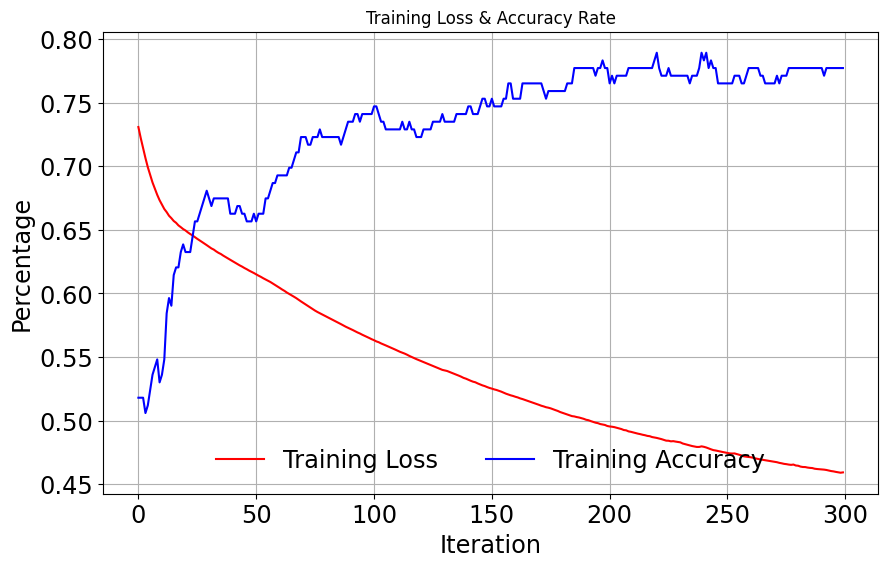 Training Loss & Accuracy Rate
0.80
0.75
0.70
0.65
0.60
0.55
0.50
0.45
Percentage
Training Loss Training Accuracy
0 50 100 150 200 250 300
Iteration